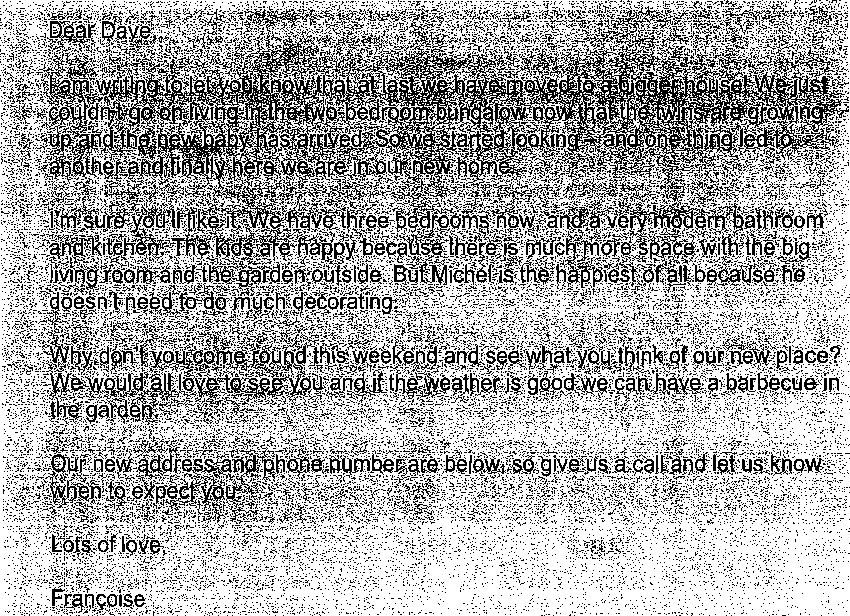 Dear Dave,
I am writing to let you know that at last we have moved to a bigger house! We just
couldn't go on living in the two-bedroom bungalow now that the twins are growing
up and the new baby has arrived. So we started looking – and one thing led to
another and finally here we are in our new home.
I'm sure you'll like it. We have three bedrooms now, and a very modern bathroom
and kitchen. The kids are happy because there is much more space with the big
living room and the garden outside. But Michel is the happiest of all because he
doesn't need to do much decorating.
Why don't you come round this weekend and see what you think of our new place?
We would all love to see you and if the weather is good we can have a barbecue in
the garden.
Our new address and phone number are below, so give us a call and let us know
when to expect you.
Lots of love,
Françoise